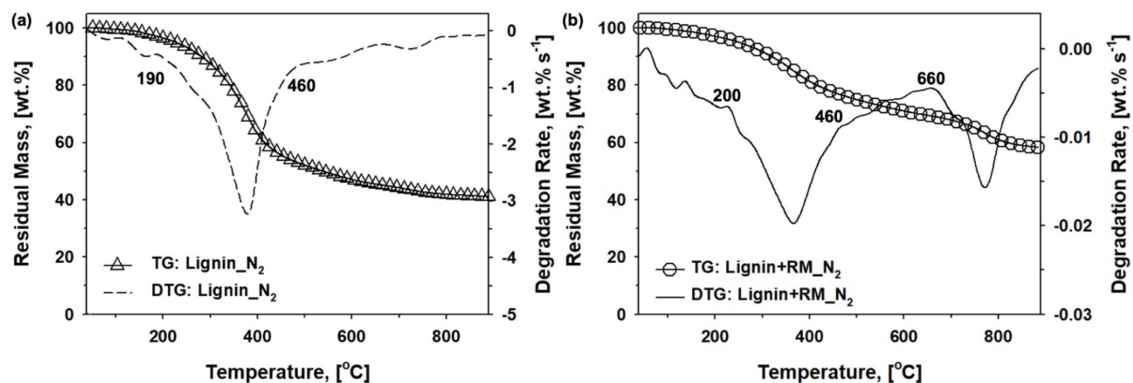 (a)
100
80
60
40
20
0
Residual Mass, [wt.%]
190
460
TG: Lignin_N2
DTG: Lignin_N2
200
400
600
800
Temperature, [oC]
0
-1
-2
-3
-4
-5
Degradation Rate, [wt.% s-1]
(b)
100
80
60
40
20
0
Residual Mass, [wt.%]
200
460
660
TG: Lignin+RM_N2
DTG: Lignin+RM_N2
200
400
600
800
Temperature, [oC]
0.00
-0.01
-0.02
-0.03
Degradation Rate, [wt.% s-1]